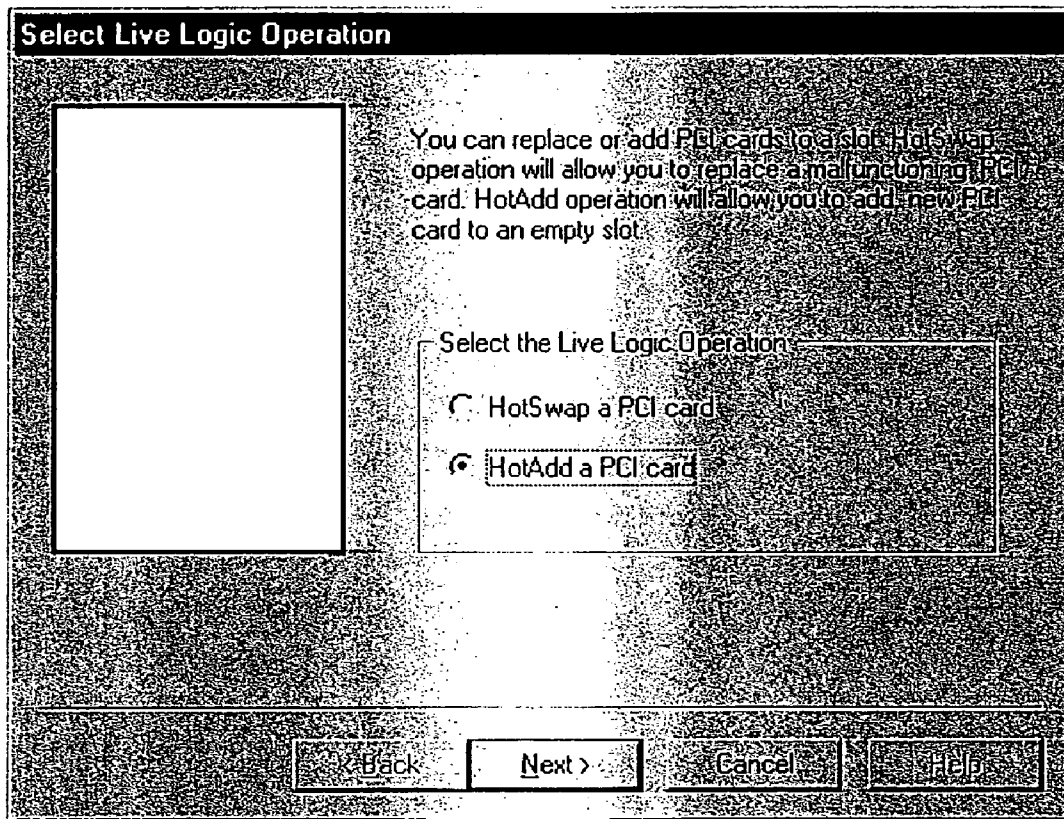 Select Live Logic Operation
You can replace or add PCI cards to a slot. HotSwap
operation will allow you to replace a malfunctioning PCI
card. HotAdd operation will allow you to add new PCI
card to an empty slot.
Select the Live Logic Operation
HotSwap a PCI card
HotAdd a PCI card
< Back
Next >
Cancel
Help